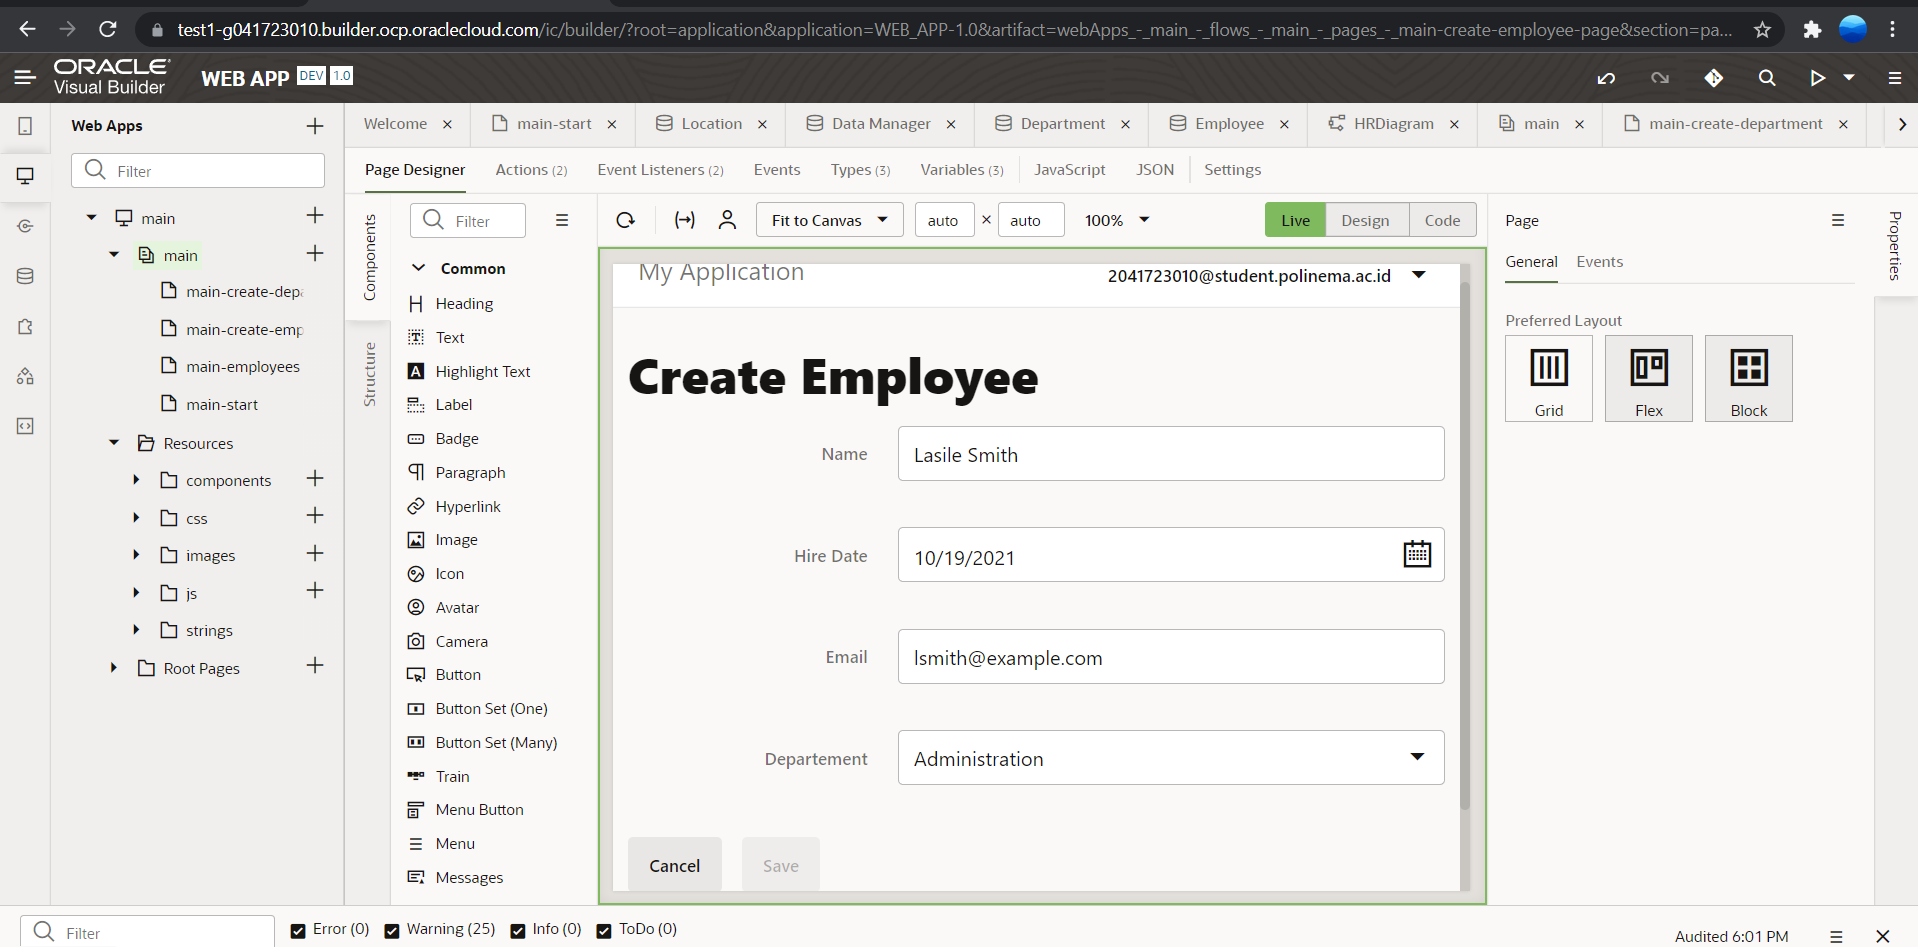 test1-g041723010.builder.ocp.oraclecloud.com/ic/builder/?root=application&application=WEB_APP-1.0&artifact=webApps_-_main_-_flows_-_main_-_pages_-_main-create-employee-page&section=pa...
ORACLE
Visual Builder
WEB APP DEV 1.0
Web Apps
Filter
main
main
main-create-depa
main-create-emp
main-employees
main-start
Resources
components
css
images
js
strings
Root Pages
Welcome × main-start × Location × Data Manager × Department × Employee × HRDiagram × main × main-create-department ×
Page Designer Actions (2) Event Listeners (2) Events Types (3) Variables (3) JavaScript JSON Settings
Components
Structure
Filter
Common
Heading
Text
Highlight Text
Label
Badge
Paragraph
Hyperlink
Image
Icon
Avatar
Camera
Button
Button Set (One)
Button Set (Many)
Train
Menu Button
Menu
Messages
Fit to Canvas auto × auto 100% Live Design Code
My Application 2041723010@student.polinema.ac.id
Create Employee
Name Lasile Smith
Hire Date 10/19/2021
Email lsmith@example.com
Departement Administration
Cancel Save
Page
General Events
Preferred Layout
Grid Flex Block
Properties
Filter Error (0) Warning (25) Info (0) ToDo (0)
Audited 6:01 PM